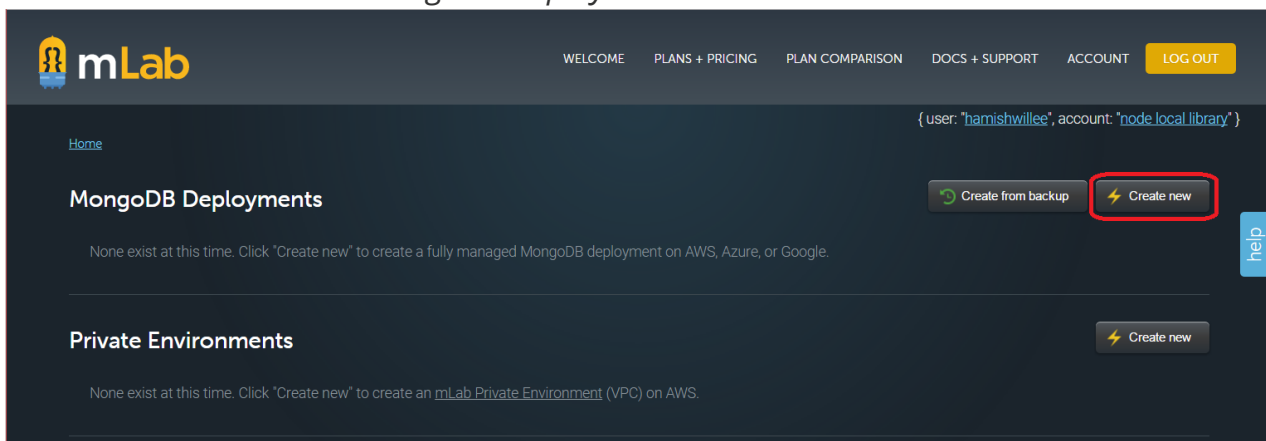 mLab
WELCOME PLANS + PRICING PLAN COMPARISON DOCS + SUPPORT ACCOUNT LOG OUT
{ user: "hamishwillee", account: "node local library" }
Home
MongoDB Deployments
Create from backup
Create new
help
None exist at this time. Click "Create new" to create a fully managed MongoDB deployment on AWS, Azure, or Google.
Private Environments
Create new
None exist at this time. Click "Create new" to create an mLab Private Environment (VPC) on AWS.